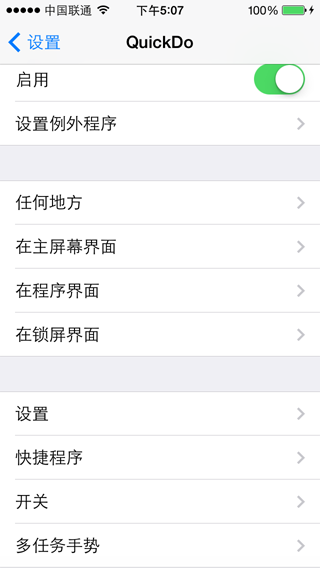 中国联通 下午5:07 100%
设置 QuickDo
启用
设置例外程序
任何地方
在主屏幕界面
在程序界面
在锁屏界面
设置
快捷程序
开关
多任务手势